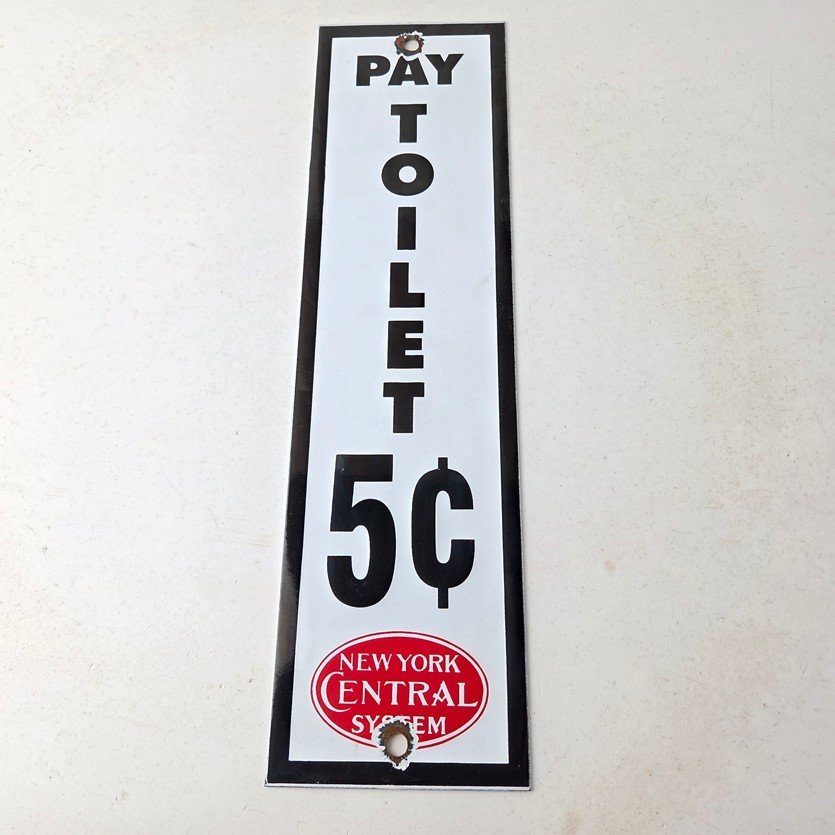 PAY
TOILET
5¢
NEW YORK
CENTRAL
SYSTEM